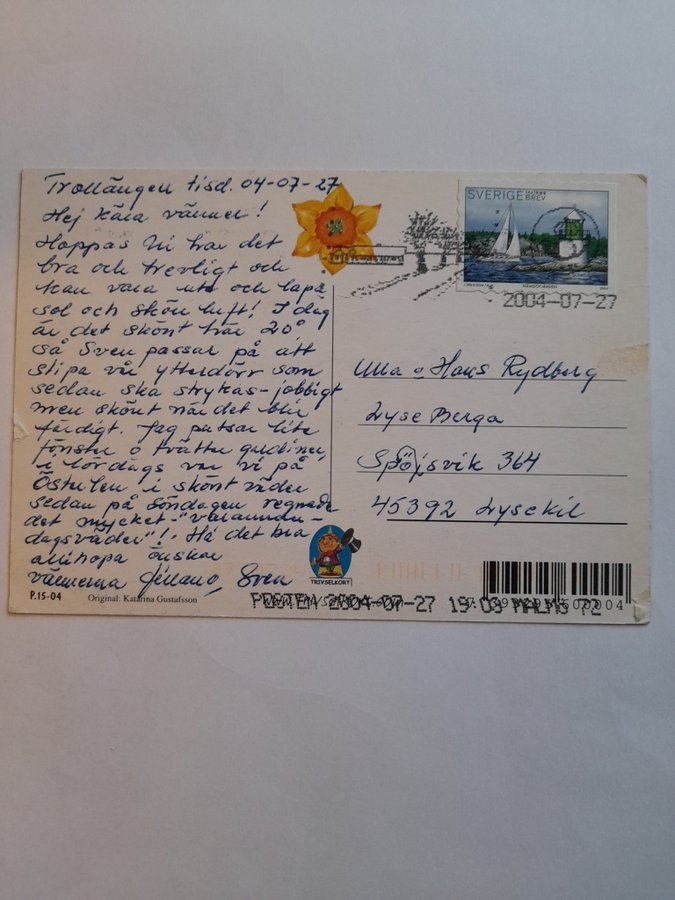 Trollängen tisd. 04-07-27
Hej kära vänner!
Hoppas Ni har det
bra och trevligt och
kan vara ute och lapa
sol och skön luft! I dag
är det skönt här 20°,
så Sven passar på att
slipa vår ytterdörr som
sedan ska strykas-jobbigt
men skönt när det blir
färdigt. Jag putsar lite
fönster o tvättar gardiner,
i lördags var vi på
i skönt väder
sedan på söndagen regnade
det mycket-"varannan-
dagsväder"! Ha det bra
allihopa önskar
vännerna Sven
P.15-04
Original: Katarina Gustafsson
TRIVSELKORT
SVERIGE
BREV
2004-07-27
Ulla o Hans Rydberg
Lyse Berga
Spöjsvik 364
45392 Lysekil
POSTEN 2004-07-27 19:03 MALMÖ